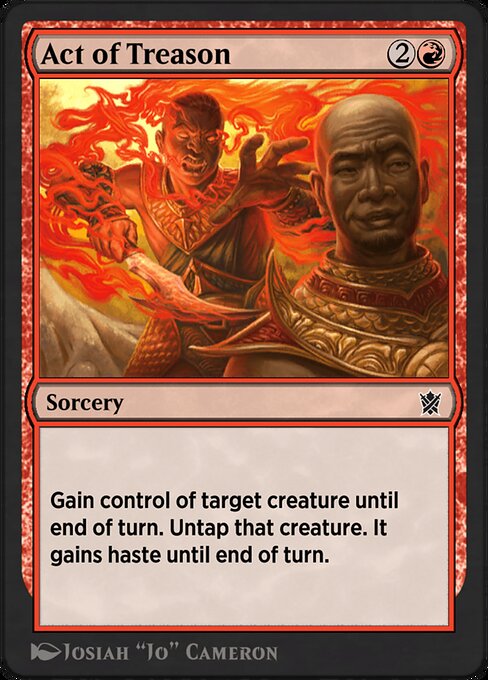 Act of Treason 2
Sorcery
Gain control of target creature until
end of turn. Untap that creature. It
gains haste until end of turn.
Josiah “Jo” Cameron